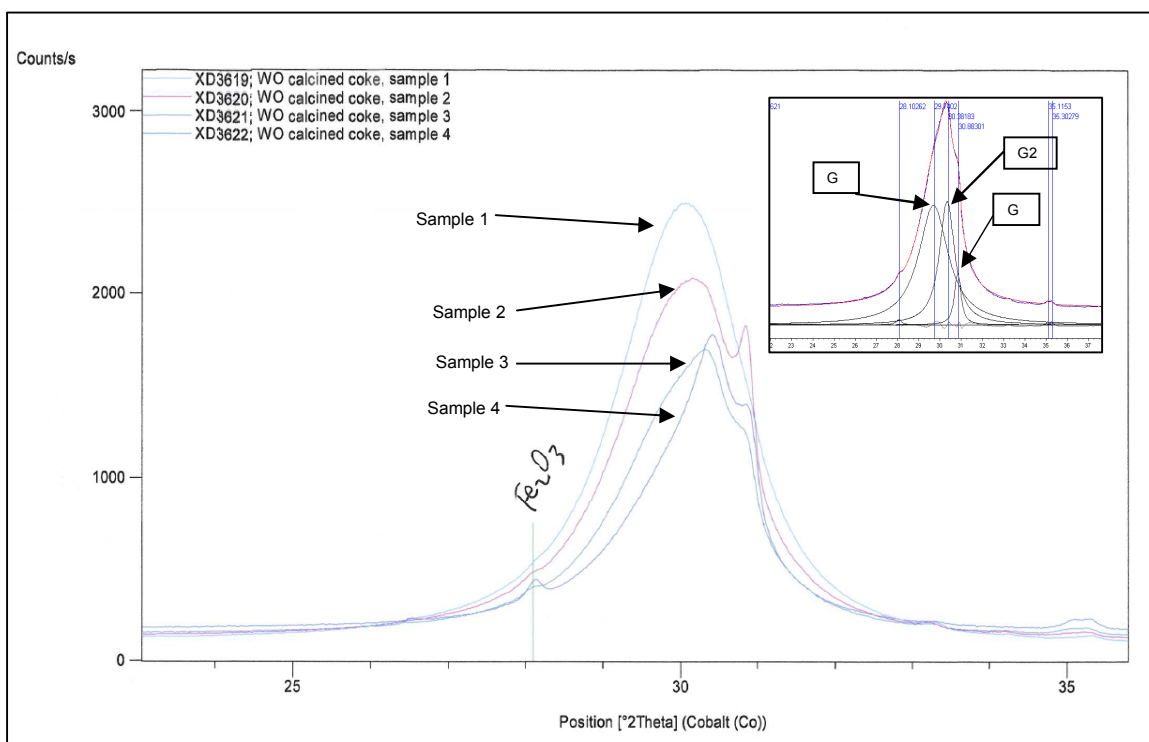 Counts/s
XD3619; WO calcined coke, sample 1
XD3620; WO calcined coke, sample 2
XD3621; WO calcined coke, sample 3
XD3622; WO calcined coke, sample 4
3000
2000
1000
0
Sample 1
Sample 2
Sample 3
Sample 4
Fe2O3
25
30
35
Position [°2Theta] (Cobalt (Co))
621
28.10262
30.88301
35.1153
35.30279
G
G2
G
22 23 24 25 26 27 28 29 30 31 32 33 34 35 36 37